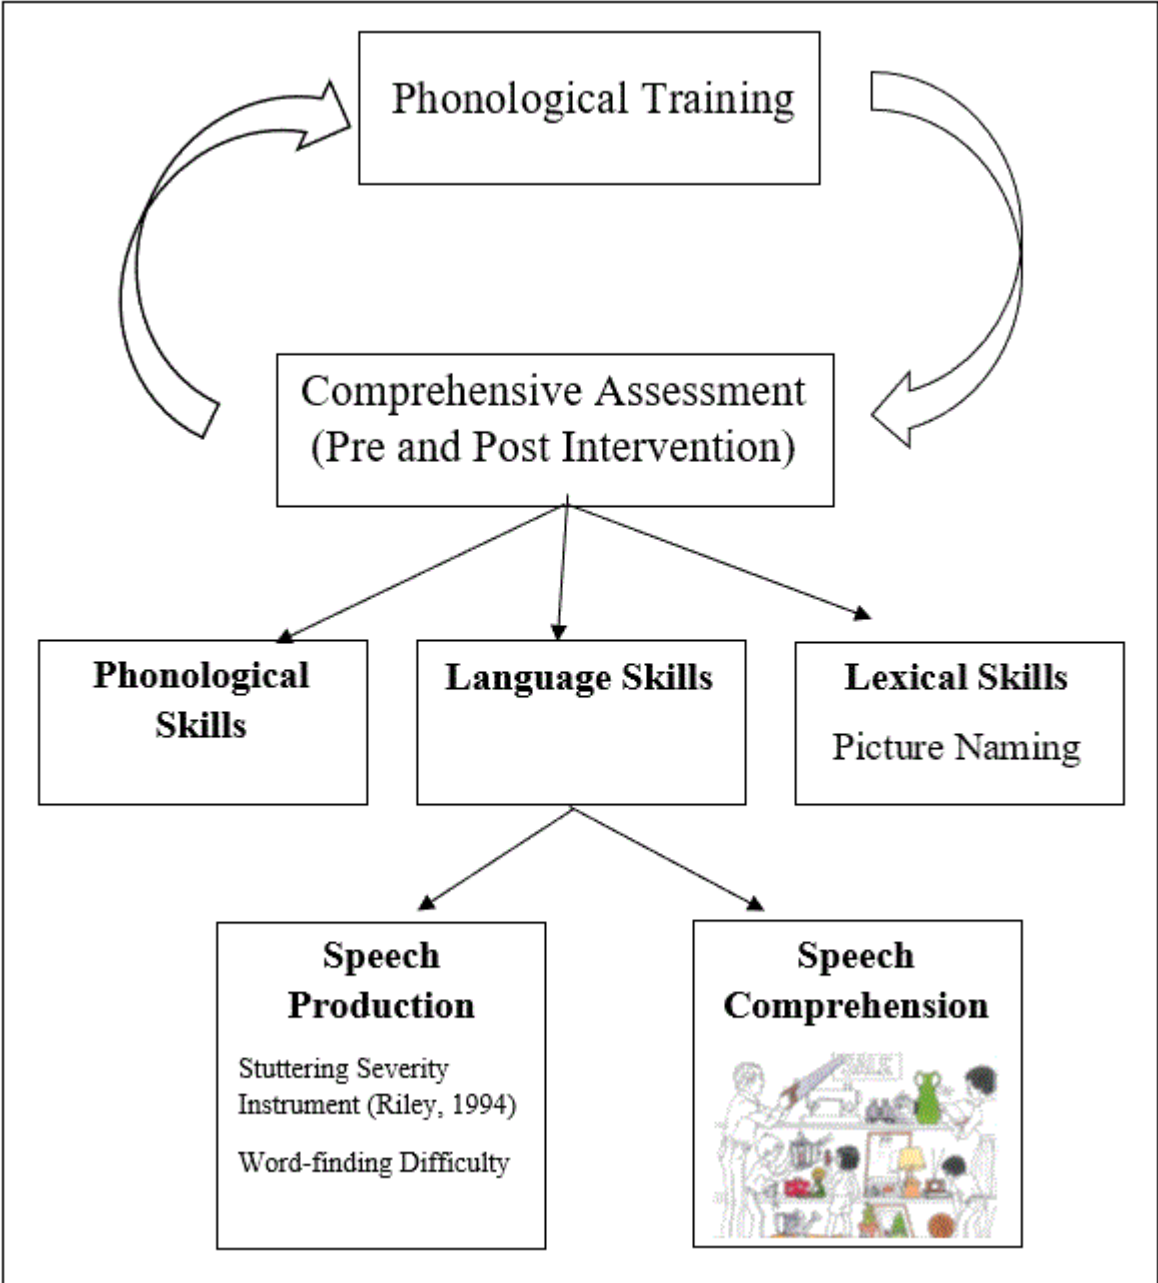 Phonological Training
Comprehensive Assessment
(Pre and Post Intervention)
Phonological
Skills
Language Skills
Lexical Skills
Picture Naming
Speech
Production
Stuttering Severity
Instrument (Riley, 1994)
Word-finding Difficulty
Speech
Comprehension